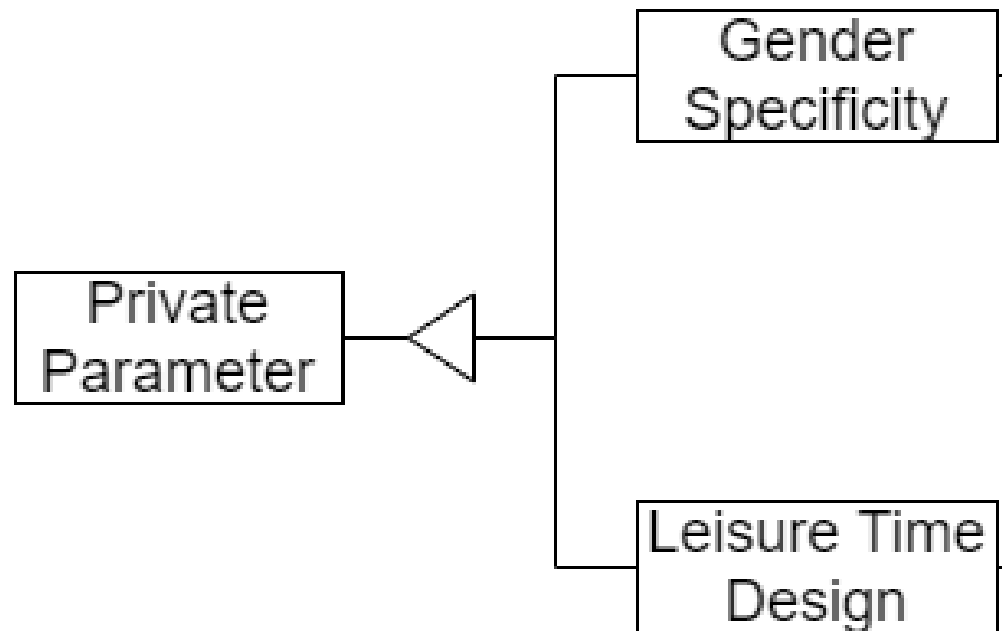 Gender
Specificity
Private
Parameter
Leisure Time
Design